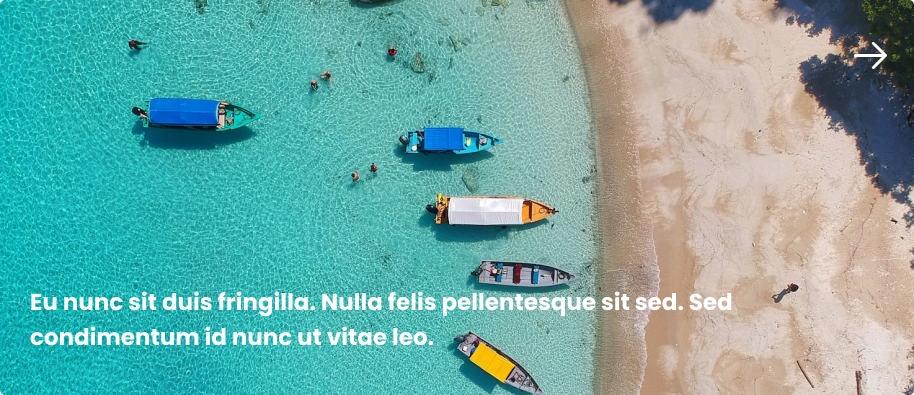 Eu nunc sit duis fringilla. Nulla felis pellentesque sit sed. Sed
condimentum id nunc ut vitae leo.